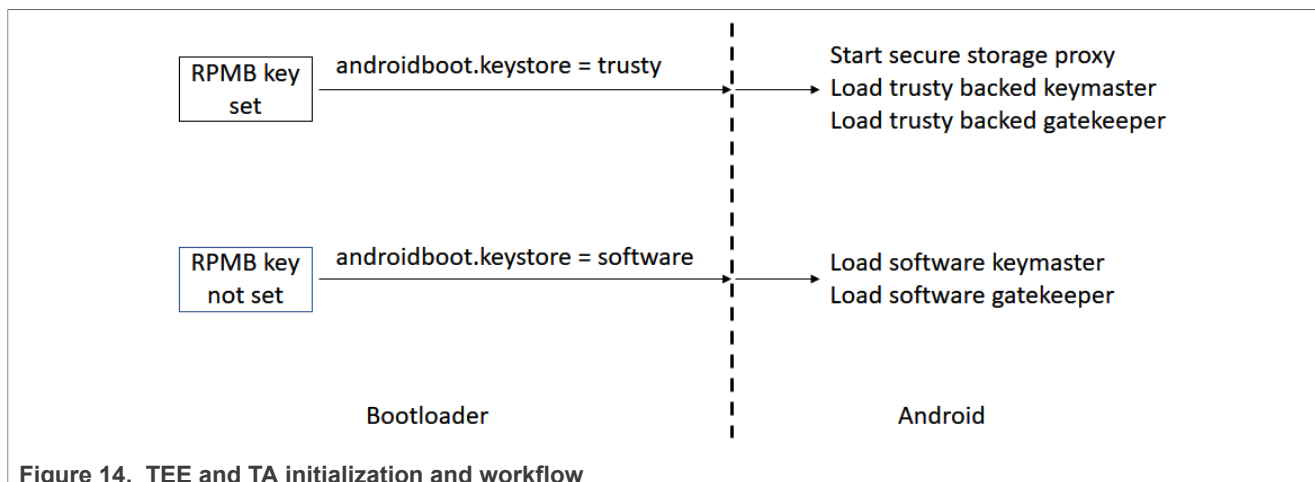 RPMB key
set
androidboot.keystore = trusty
Start secure storage proxy
Load trusty backed keymaster
Load trusty backed gatekeeper
RPMB key
not set
androidboot.keystore = software
Load software keymaster
Load software gatekeeper
Bootloader
Android
Figure 14. TEE and TA initialization and workflow